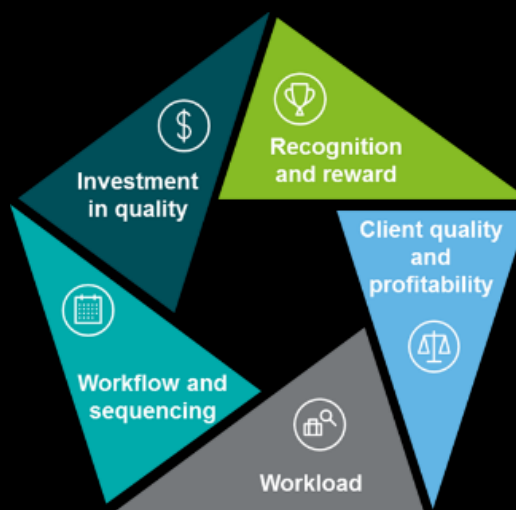 Recognition
and reward
Investment
in quality
Client quality
and
profitability
Workflow and
sequencing
Workload
$